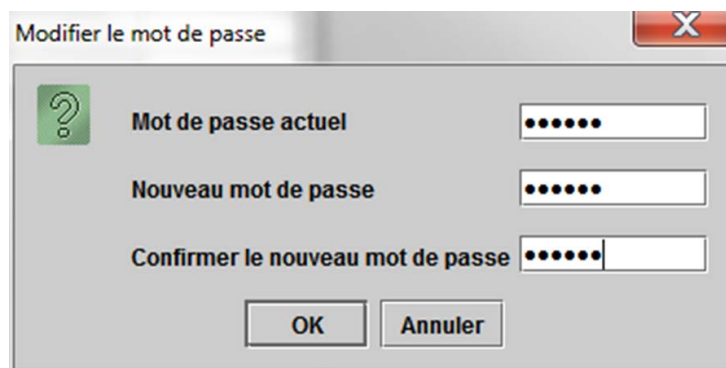 Modifier le mot de passe
Mot de passe actuel ••••••
Nouveau mot de passe ••••••
Confirmer le nouveau mot de passe ••••••
OK Annuler